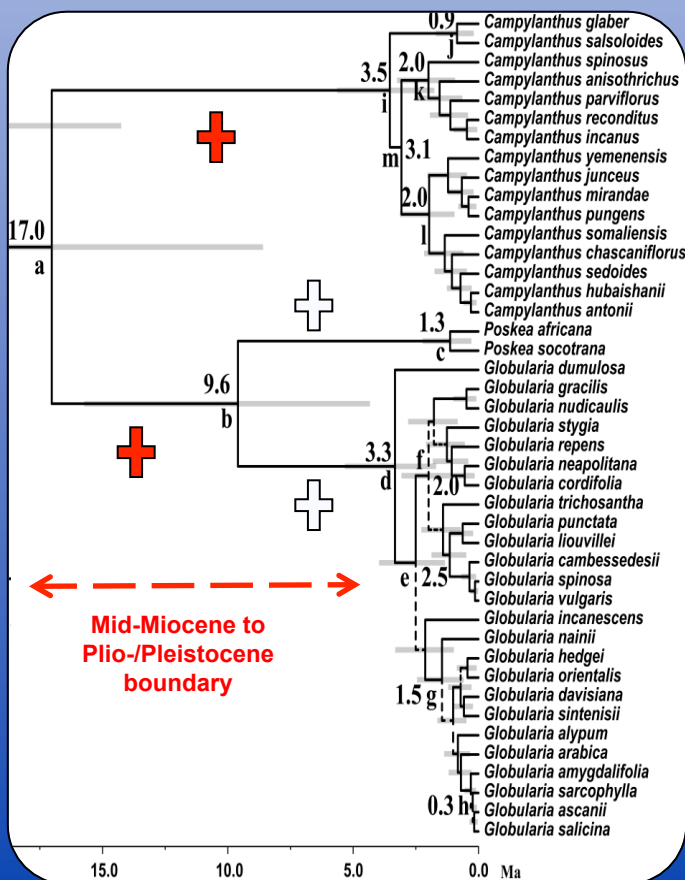 0.9
Campylanthus glaber
j
Campylanthus salsoloides
3.5
2.0
Campylanthus spinosus
Campylanthus anisothrichus
i
k
Campylanthus parviflorus
Campylanthus reconditus
Campylanthus incanus
m
3.1
Campylanthus yemenensis
Campylanthus junceus
2.0
Campylanthus mirandae
Campylanthus pungens
17.0
l
Campylanthus somaliensis
a
Campylanthus chascaniflorus
Campylanthus sedoides
Campylanthus hubaishanii
Campylanthus antonii
1.3
Poskea africana
c
Poskea socotrana
9.6
Globularia dumulosa
b
Globularia gracilis
Globularia nudicaulis
Globularia stygia
3.3
f
Globularia repens
d
Globularia neapolitana
2.0
Globularia cordifolia
Globularia trichosantha
Globularia punctata
Globularia liouvillei
e
2.5
Globularia cambessedesii
Globularia spinosa
Globularia vulgaris
Mid-Miocene to
Plio-/Pleistocene
boundary
Globularia incanescens
Globularia nainii
Globularia hedgei
Globularia orientalis
1.5 g
Globularia davisiana
Globularia sintenisii
Globularia alypum
Globularia arabica
Globularia amygdalifolia
Globularia sarcophylla
0.3 h
Globularia ascanii
Globularia salicina
15.0 10.0 5.0 0.0 Ma